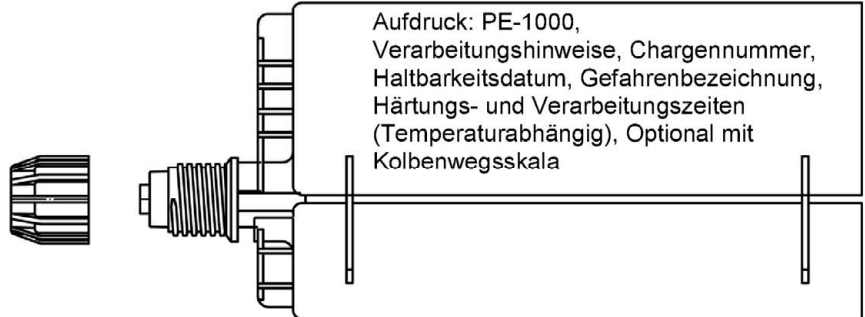 Aufdruck: PE-1000,
Verarbeitungshinweise, Chargennummer,
Haltbarkeitsdatum, Gefahrenbezeichnung,
Härtungs- und Verarbeitungszeiten
(Temperaturabhängig), Optional mit
Kolbenwegsskala